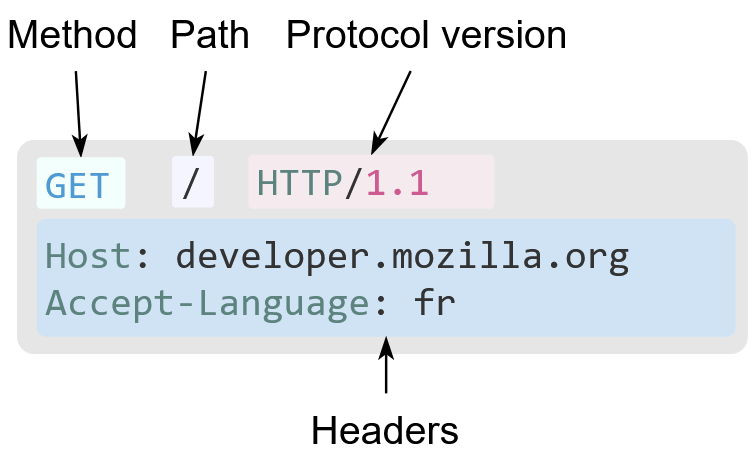 Method Path Protocol version
GET / HTTP/1.1
Host: developer.mozilla.org
Accept-Language: fr
Headers